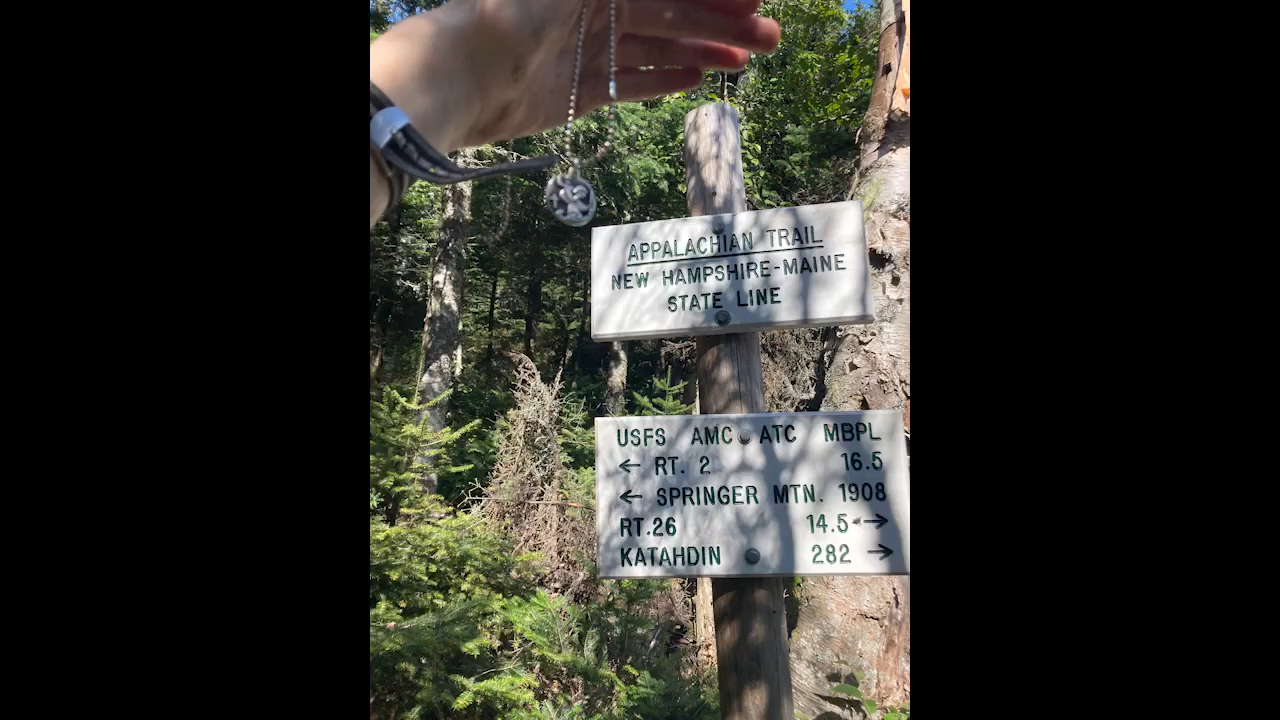 APPALACHIAN TRAIL
NEW HAMPSHIRE-MAINE
STATE LINE
USFS AMC ATC MBPL
← RT. 2 16.5
← SPRINGER MTN. 1908
RT.26 14.5 →
KATAHDIN 282 →